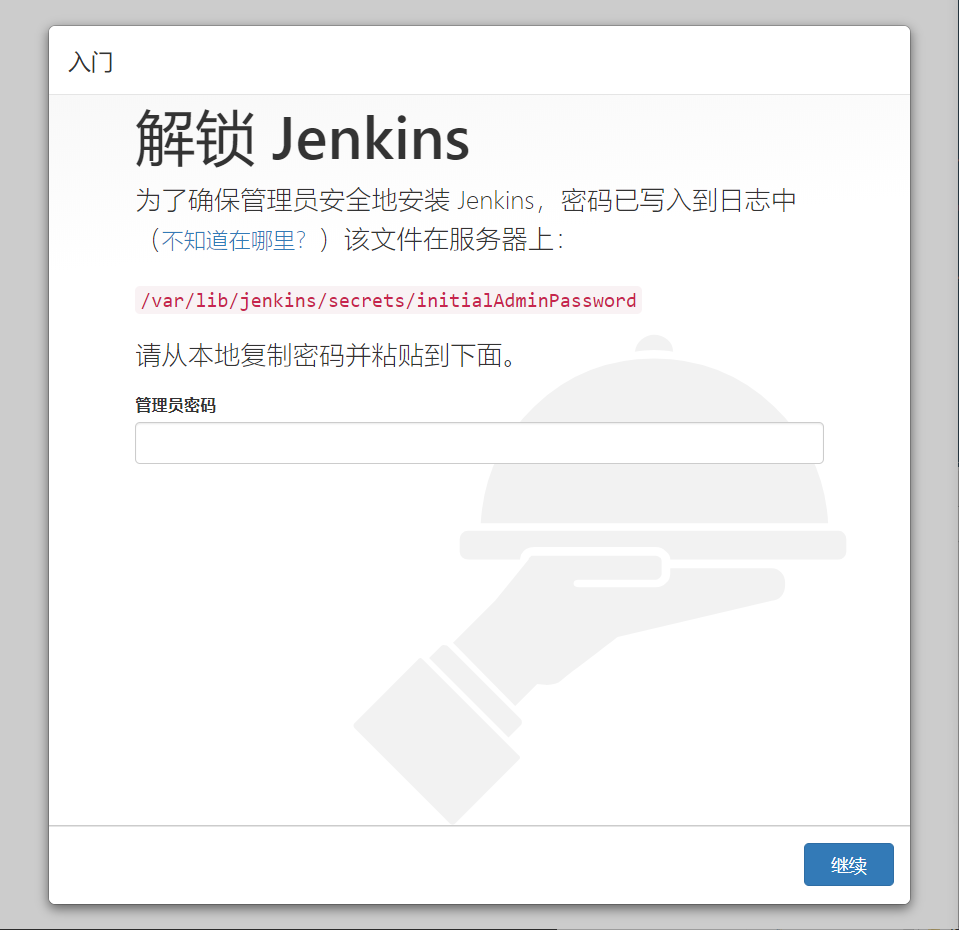 入门
解锁 Jenkins
为了确保管理员安全地安装 Jenkins，密码已写入到日志中
（不知道在哪里？）该文件在服务器上：
/var/lib/jenkins/secrets/initialAdminPassword
请从本地复制密码并粘贴到下面。
管理员密码
继续